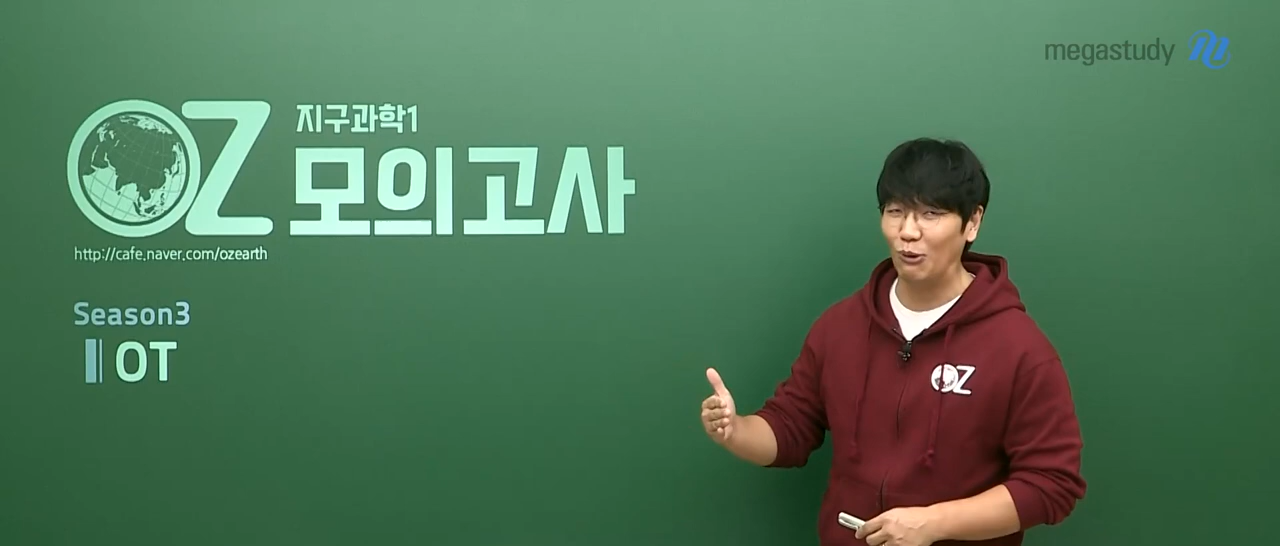 megastudy
OZ
지구과학1
모의고사
http://cafe.naver.com/ozearth
Season3
OT
OZ